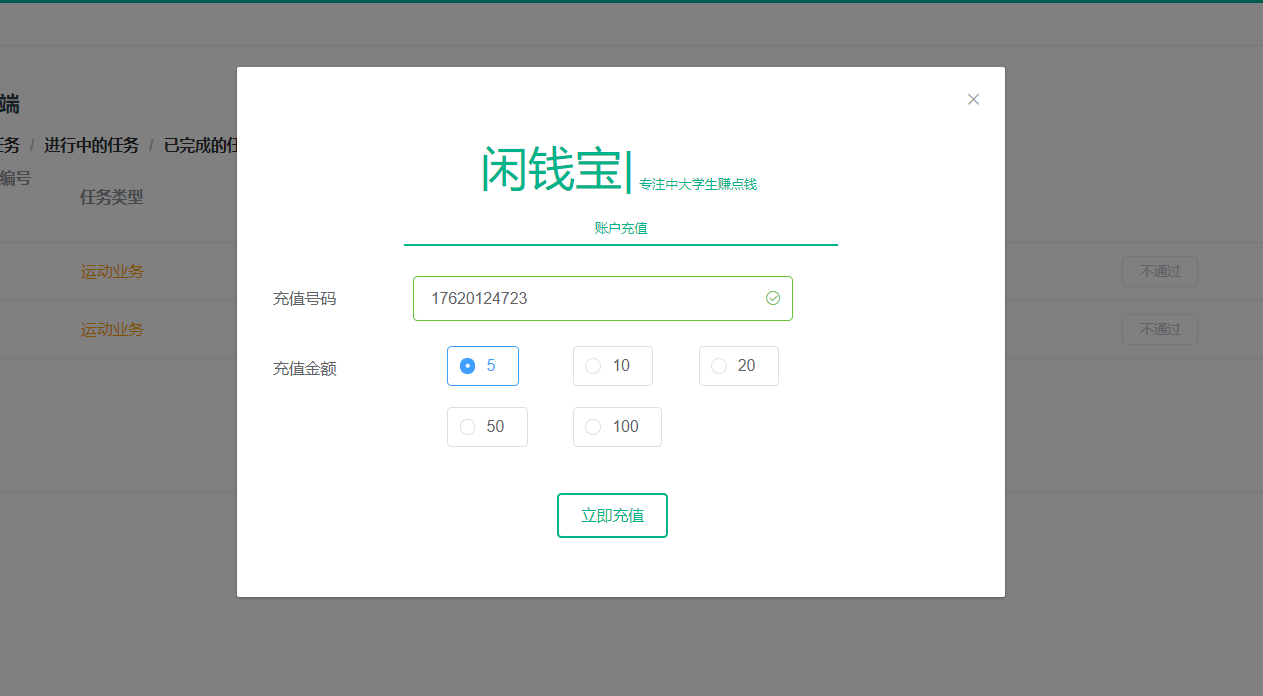 端
任务 / 进行中的任务 / 已完成的任
编号
任务类型
运动业务 不通过
运动业务 不通过
闲钱宝| 专注中大学生赚点钱
账户充值
充值号码 17620124723
充值金额 5 10 20
50 100
立即充值